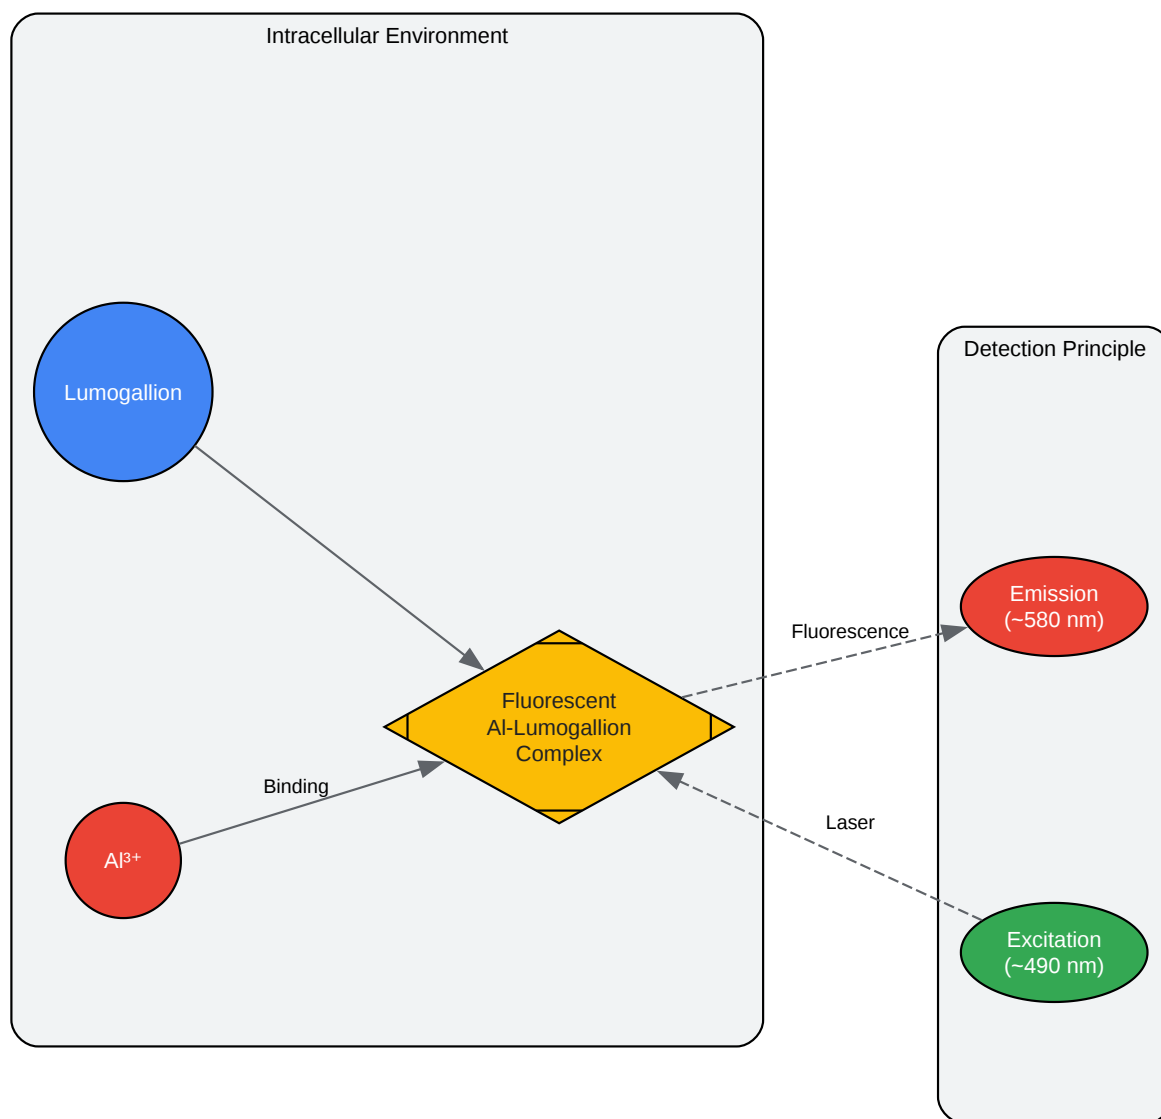 Intracellular Environment
Detection Principle
Lumogallion
Emission
(~580 nm)
Fluorescence
Fluorescent
Al-Lumogallion
Complex
Binding
Laser
Al³⁺
Excitation
(~490 nm)